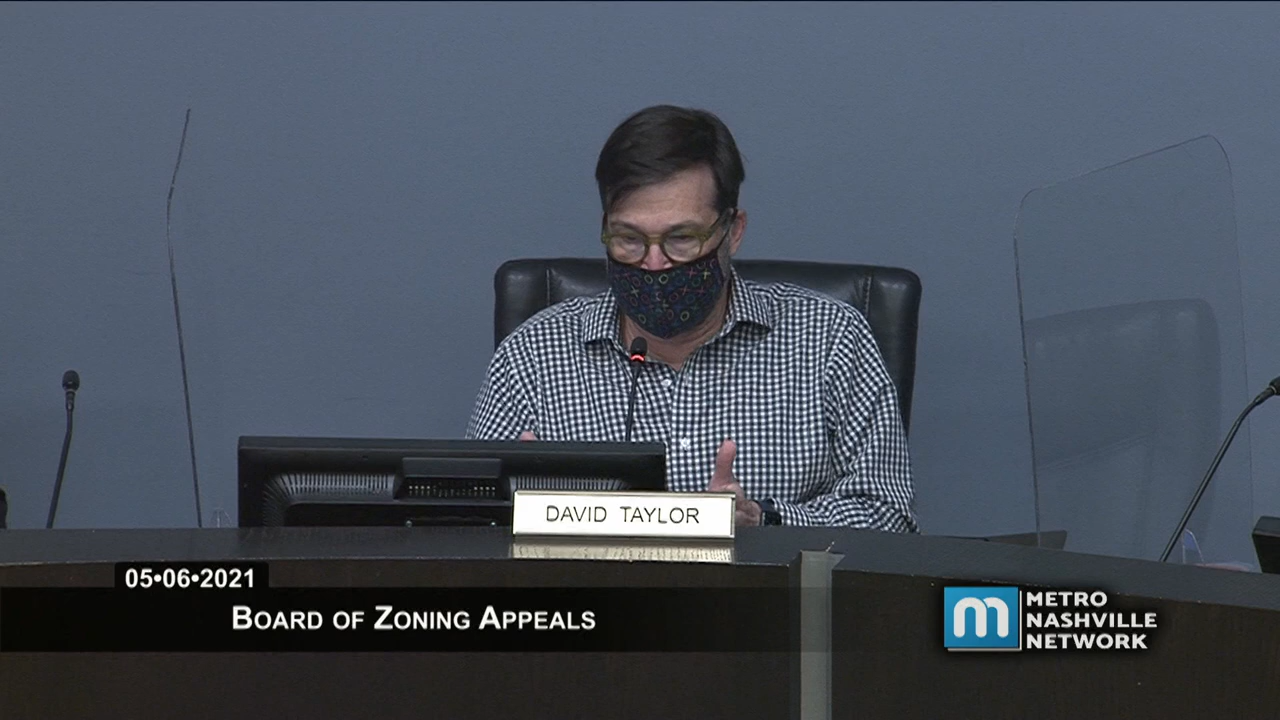 DAVID TAYLOR
05•06•2021
BOARD OF ZONING APPEALS
m
METRO
NASHVILLE
NETWORK